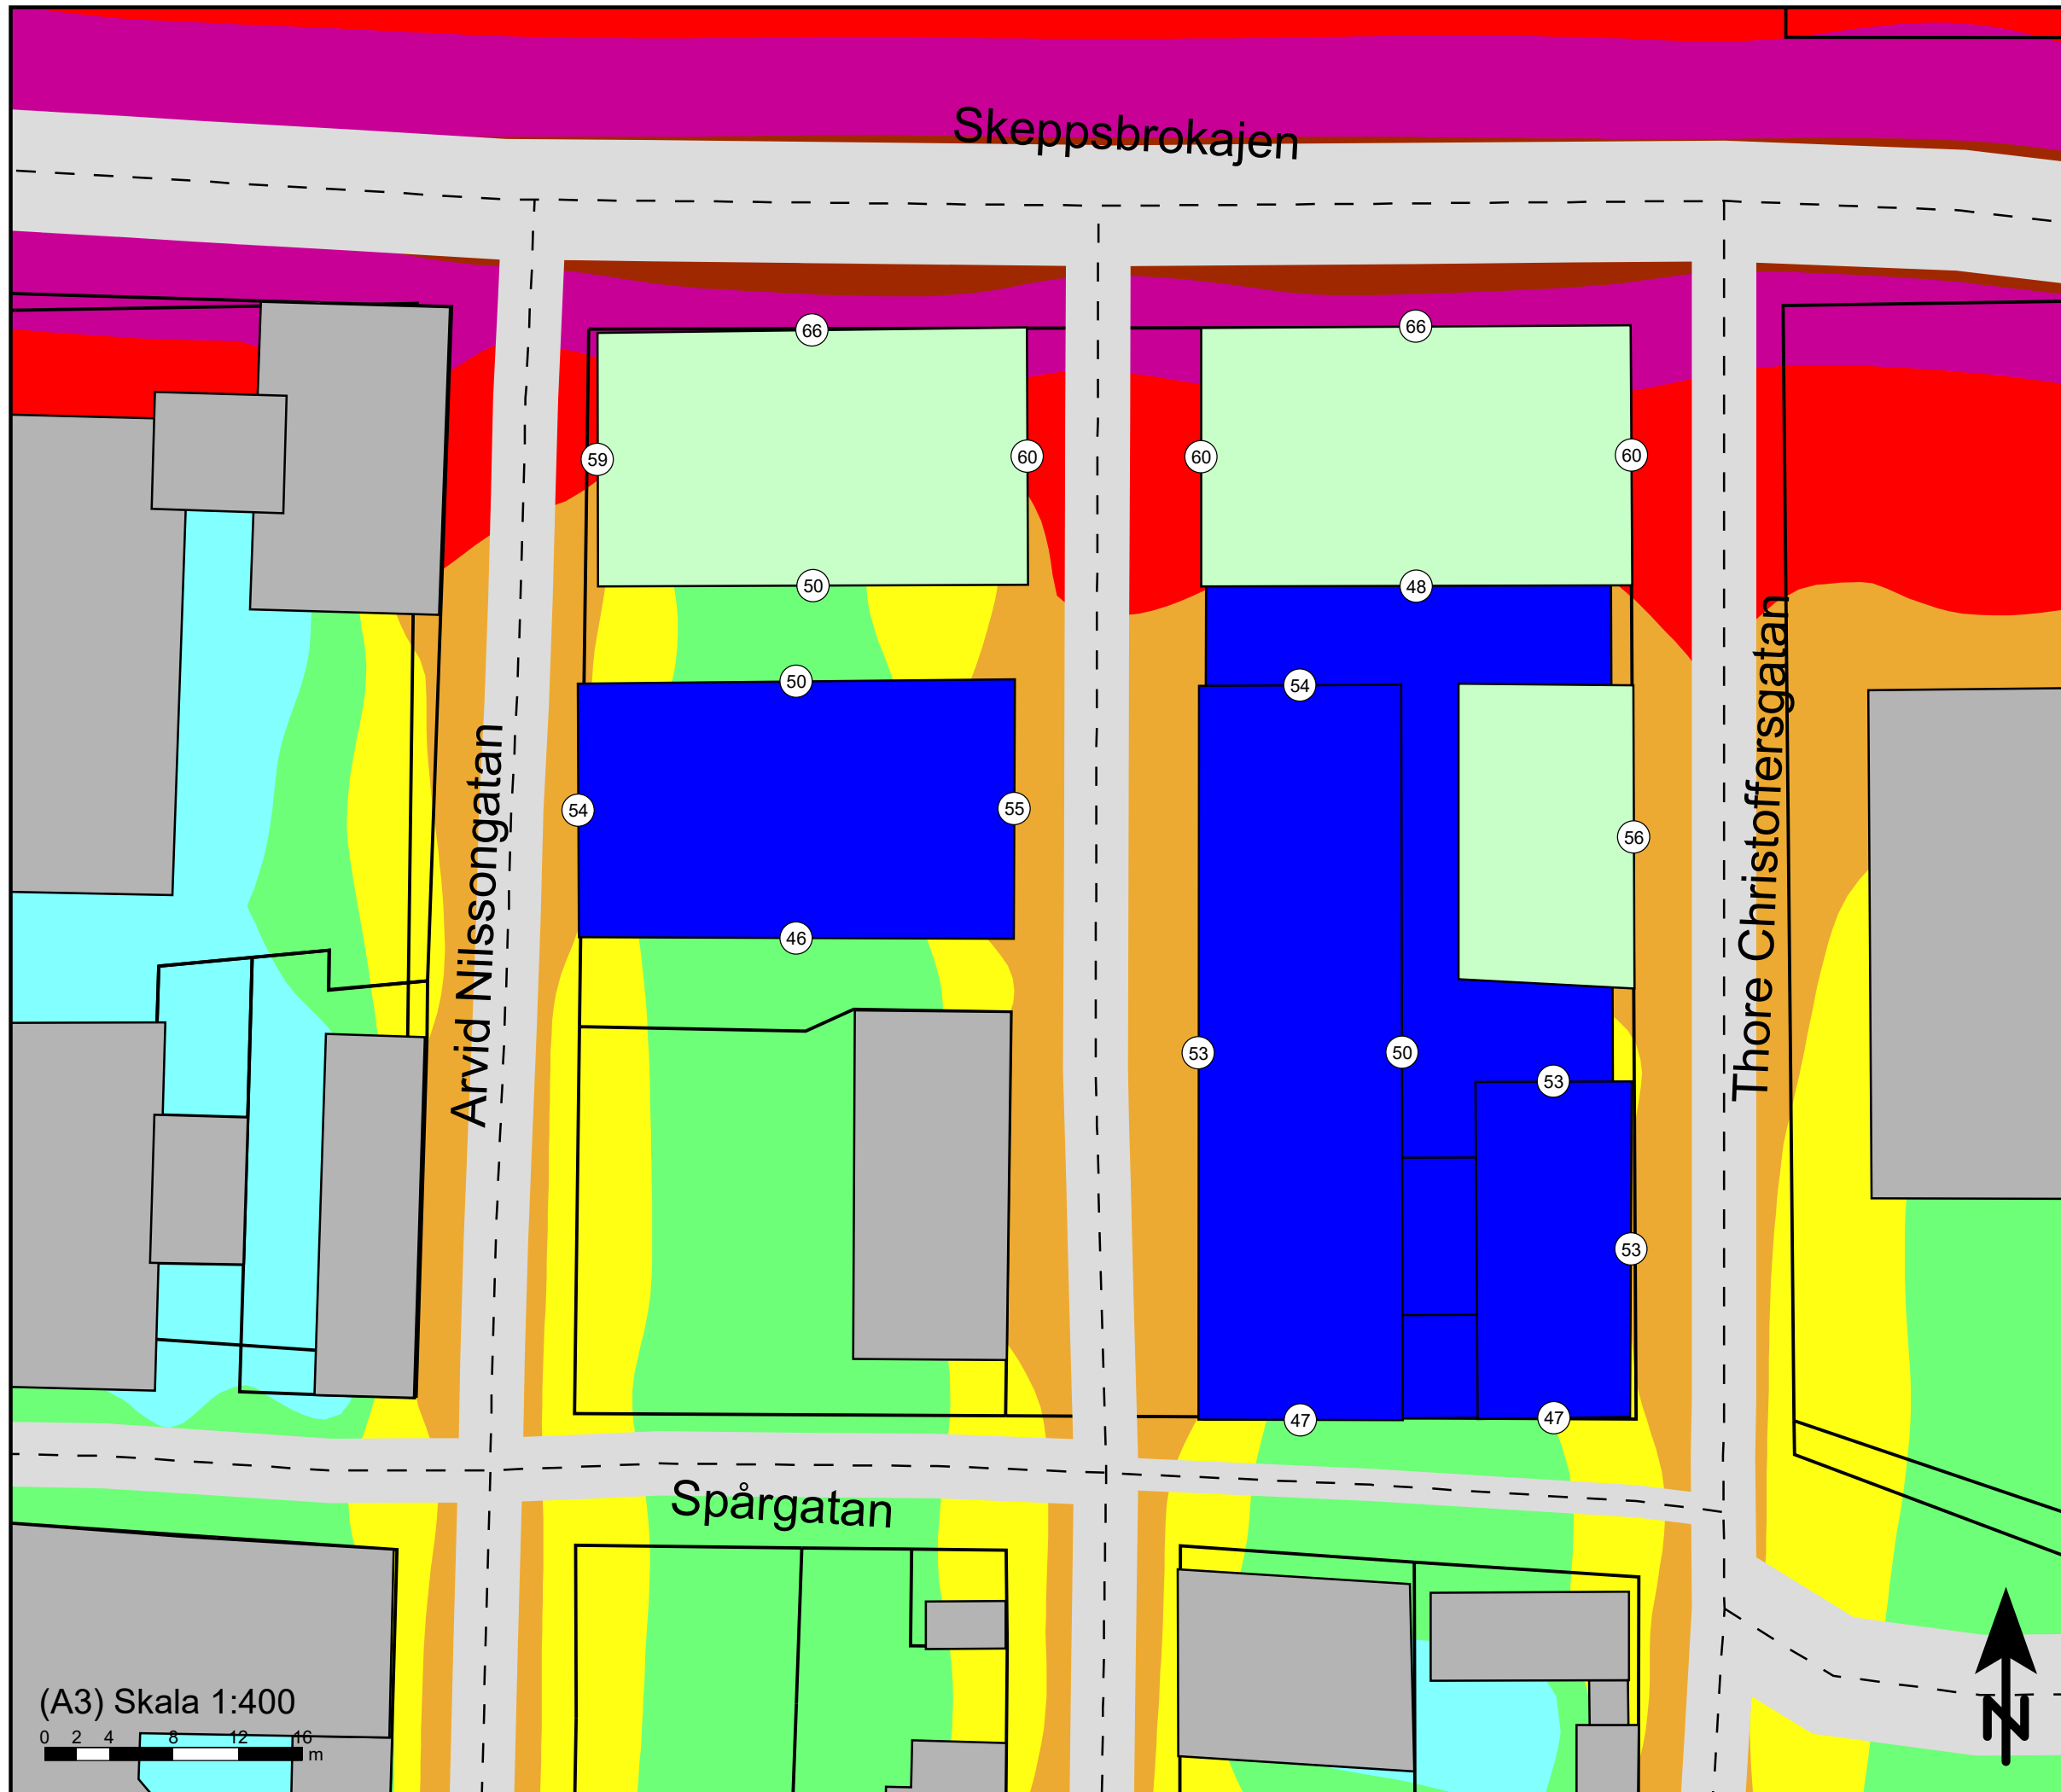 Skeppsbrokajen
66
66
59
60
60
60
50
48
50
54
54
55
56
46
Arvid Nilssongatan
Thore Christoffersgatan
53
50
53
53
47
47
Spårgatan
(A3) Skala 1:400
0 2 4 8 12 16
m
N